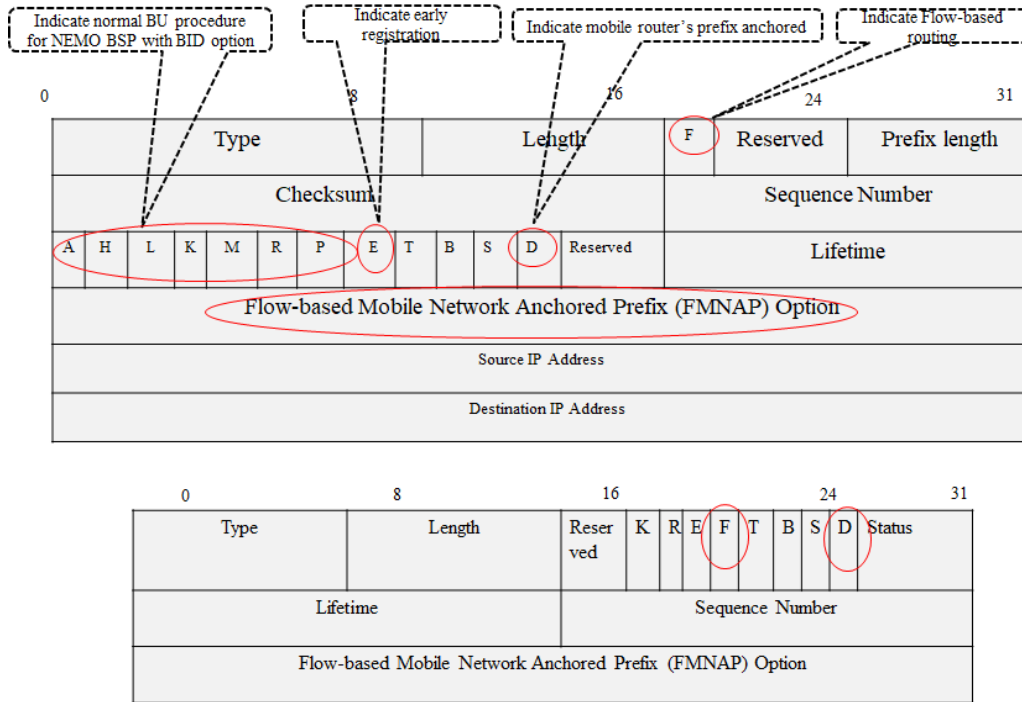 Indicate normal BU procedure
for NEMO BSP with BID option
Indicate early
registration
Indicate mobile router's prefix anchored
Indicate Flow-based
routing
0 8 16 24 31
Type Length F Reserved Prefix length
Checksum Sequence Number
A H L K M R P E T B S D Reserved Lifetime
Flow-based Mobile Network Anchored Prefix (FMNAP) Option
Source IP Address
Destination IP Address
0 8 16 24 31
Type Length Reser K R E F T B S D Status
ved
Lifetime Sequence Number
Flow-based Mobile Network Anchored Prefix (FMNAP) Option